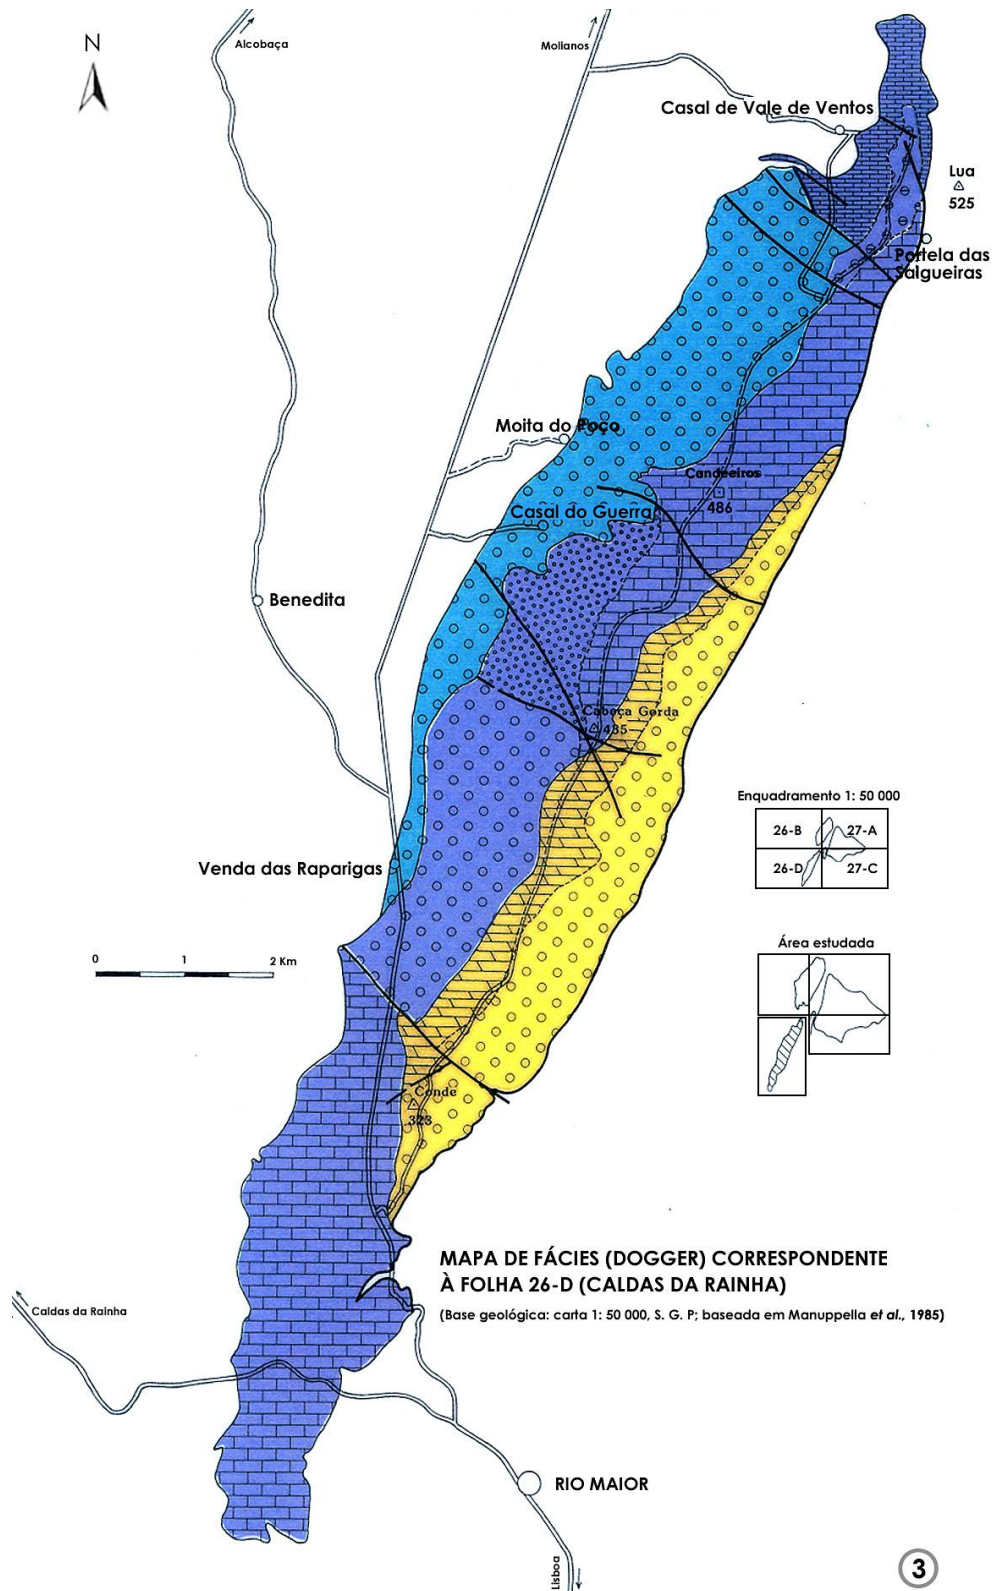 N
Alcobaça
Molianos
Casal de Vale de Ventos
Lua
525
Portela das
Salgueiras
Moita do Poço
Candeeiros
486
Casal do Guerra
Benedita
Cabeça Gorda
485
Enquadramento 1: 50 000
26-B 27-A
26-D 27-C
Venda das Raparigas
Área estudada
0 1 2 Km
Conde
323
MAPA DE FÁCIES (DOGGER) CORRESPONDENTE
À FOLHA 26-D (CALDAS DA RAINHA)
(Base geológica: carta 1: 50 000, S. G. P; baseada em Manuppella et al., 1985)
Caldas da Rainha
RIO MAIOR
Lisboa
3